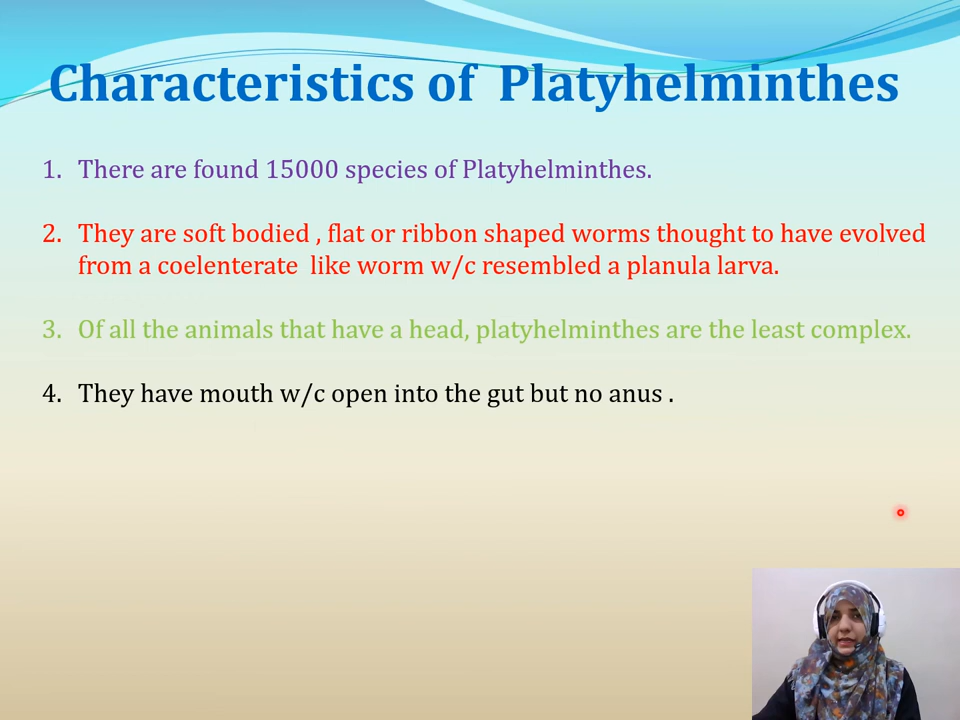 Characteristics of Platyhelminthes
1. There are found 15000 species of Platyhelminthes.
2. They are soft bodied , flat or ribbon shaped worms thought to have evolved
from a coelenterate like worm w/c resembled a planula larva.
3. Of all the animals that have a head, platyhelminthes are the least complex.
4. They have mouth w/c open into the gut but no anus .